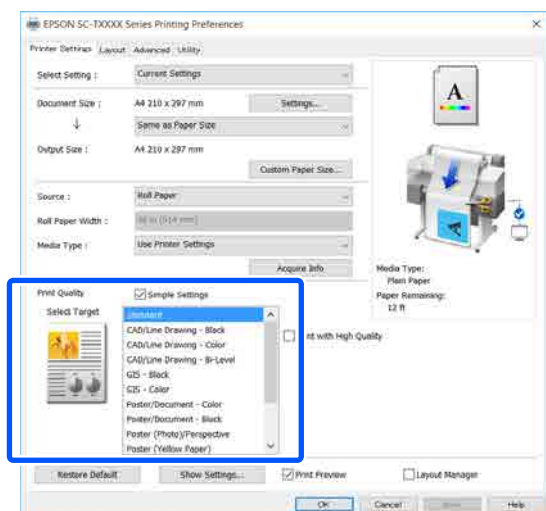 EPSON SC-TXXXX Series Printing Preferences
Printer Settings Layout Advanced Utility
Select Setting : Current Settings
Document Size : A4 210 x 297 mm Settings...
Same as Paper Size
Output Size : A4 210 x 297 mm
Custom Paper Size...
Source : Roll Paper
Roll Paper Width :
Media Type : Use Printer Settings
Acquire Info
Media Type:
Plain Paper
Paper Remaining:
12 ft
Print Quality Simple Settings
Select Target
Standard
CAD/Line Drawing - Black
CAD/Line Drawing - Color
CAD/Line Drawing - Bi-Level
GIS - Black
GIS - Color
Poster/Document - Color
Poster/Document - Black
Poster (Photo)/Perspective
Poster (Yellow Paper)
nt with High Quality
Restore Default Show Settings... Print Preview Layout Manager
OK Cancel Help
A